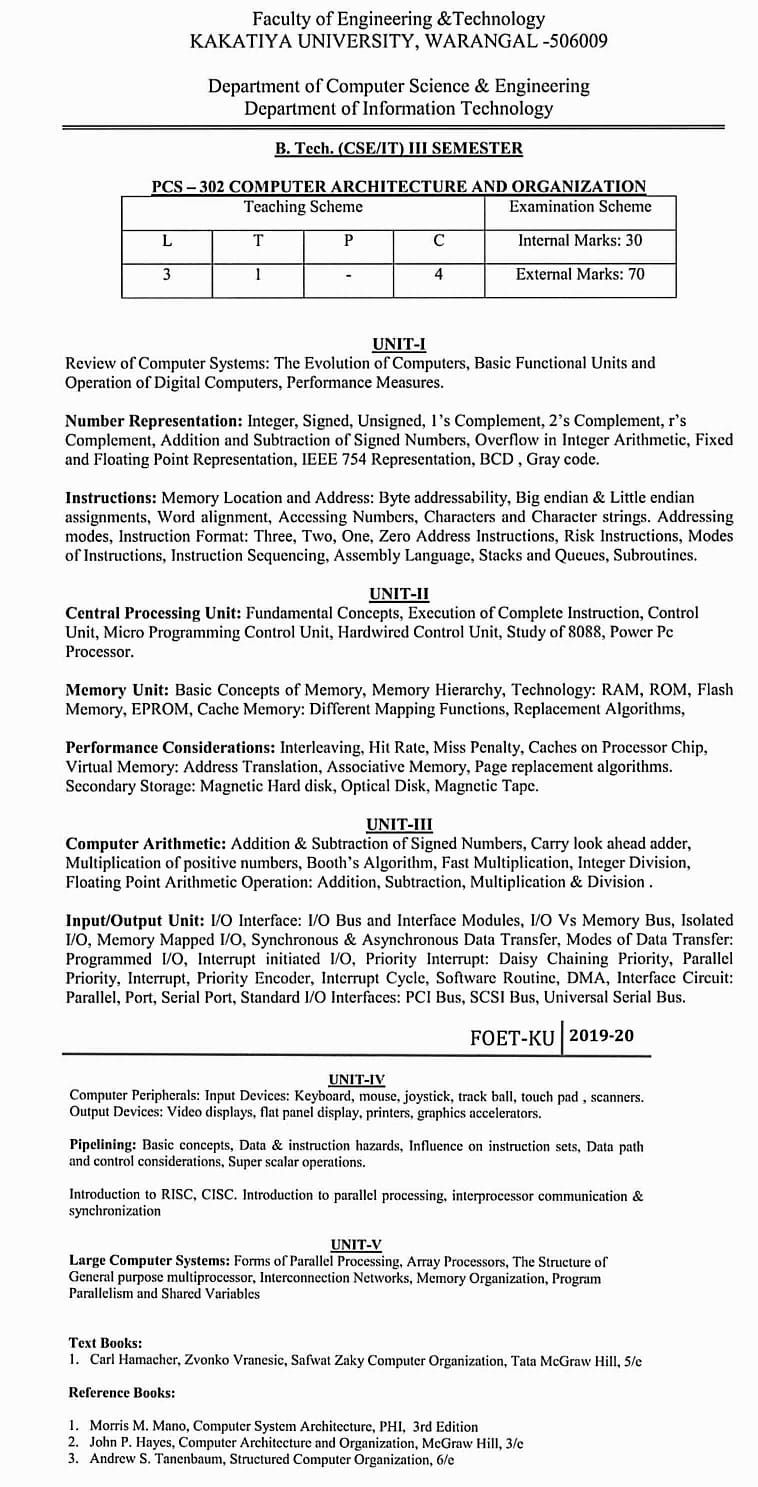 Faculty of Engineering &Technology
KAKATIYA UNIVERSITY, WARANGAL -506009
Department of Computer Science & Engineering
Department of Information Technology
B. Tech. (CSE/IT) III SEMESTER
PCS – 302 COMPUTER ARCHITECTURE AND ORGANIZATION
Teaching Scheme Examination Scheme
L T P C Internal Marks: 30
3 1 - 4 External Marks: 70
UNIT-I
Review of Computer Systems: The Evolution of Computers, Basic Functional Units and
Operation of Digital Computers, Performance Measures.
Number Representation: Integer, Signed, Unsigned, 1's Complement, 2's Complement, r's
Complement, Addition and Subtraction of Signed Numbers, Overflow in Integer Arithmetic, Fixed
and Floating Point Representation, IEEE 754 Representation, BCD , Gray code.
Instructions: Memory Location and Address: Byte addressability, Big endian & Little endian
assignments, Word alignment, Accessing Numbers, Characters and Character strings. Addressing
modes, Instruction Format: Three, Two, One, Zero Address Instructions, Risk Instructions, Modes
of Instructions, Instruction Sequencing, Assembly Language, Stacks and Queues, Subroutines.
UNIT-II
Central Processing Unit: Fundamental Concepts, Execution of Complete Instruction, Control
Unit, Micro Programming Control Unit, Hardwired Control Unit, Study of 8088, Power Pc
Processor.
Memory Unit: Basic Concepts of Memory, Memory Hierarchy, Technology: RAM, ROM, Flash
Memory, EPROM, Cache Memory: Different Mapping Functions, Replacement Algorithms,
Performance Considerations: Interleaving, Hit Rate, Miss Penalty, Caches on Processor Chip,
Virtual Memory: Address Translation, Associative Memory, Page replacement algorithms.
Secondary Storage: Magnetic Hard disk, Optical Disk, Magnetic Tape.
UNIT-III
Computer Arithmetic: Addition & Subtraction of Signed Numbers, Carry look ahead adder,
Multiplication of positive numbers, Booth's Algorithm, Fast Multiplication, Integer Division,
Floating Point Arithmetic Operation: Addition, Subtraction, Multiplication & Division .
Input/Output Unit: I/O Interface: I/O Bus and Interface Modules, I/O Vs Memory Bus, Isolated
I/O, Memory Mapped I/O, Synchronous & Asynchronous Data Transfer, Modes of Data Transfer:
Programmed I/O, Interrupt initiated I/O, Priority Interrupt: Daisy Chaining Priority, Parallel
Priority, Interrupt, Priority Encoder, Interrupt Cycle, Software Routine, DMA, Interface Circuit:
Parallel, Port, Serial Port, Standard I/O Interfaces: PCI Bus, SCSI Bus, Universal Serial Bus.
FOET-KU 2019-20
UNIT-IV
Computer Peripherals: Input Devices: Keyboard, mouse, joystick, track ball, touch pad , scanners.
Output Devices: Video displays, flat panel display, printers, graphics accelerators.
Pipelining: Basic concepts, Data & instruction hazards, Influence on instruction sets, Data path
and control considerations, Super scalar operations.
Introduction to RISC, CISC. Introduction to parallel processing, interprocessor communication &
synchronization
UNIT-V
Large Computer Systems: Forms of Parallel Processing, Array Processors, The Structure of
General purpose multiprocessor, Interconnection Networks, Memory Organization, Program
Parallelism and Shared Variables
Text Books:
1. Carl Hamacher, Zvonko Vranesic, Safwat Zaky Computer Organization, Tata McGraw Hill, 5/e
Reference Books:
1. Morris M. Mano, Computer System Architecture, PHI, 3rd Edition
2. John P. Hayes, Computer Architecture and Organization, McGraw Hill, 3/e
3. Andrew S. Tanenbaum, Structured Computer Organization, 6/e